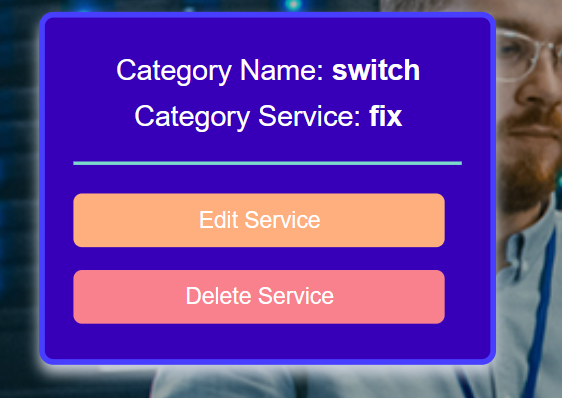 Category Name: switch
Category Service: fix
Edit Service
Delete Service